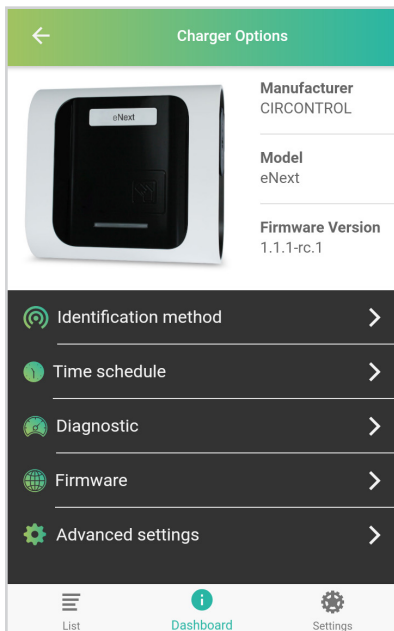 Charger Options
eNext
Manufacturer
CIRCONTROL
Model
eNext
Firmware Version
1.1.1-rc.1
Identification method
Time schedule
Diagnostic
Firmware
Advanced settings
List
Dashboard
Settings